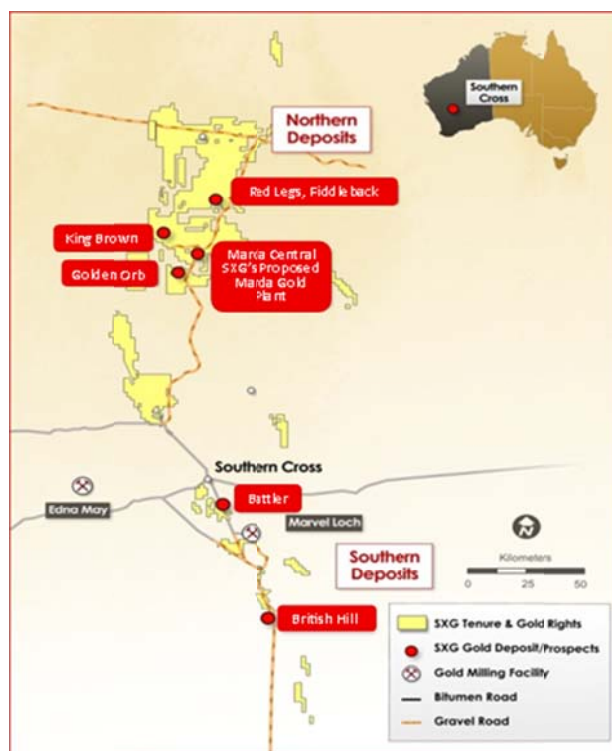 Southern
Cross
Northern
Deposits
Red Legs, Fiddleback
King Brown
Marda Central
SXG's Proposed
Marda Gold
Plant
Golden Orb
Southern Cross
Edna May
Battler
Marvel Loch
Southern
Deposits
N
Kilometers
0 25 50
British Hill
SXG Tenure & Gold Rights
SXG Gold Deposit/Prospects
Gold Milling Facility
Bitumen Road
Gravel Road